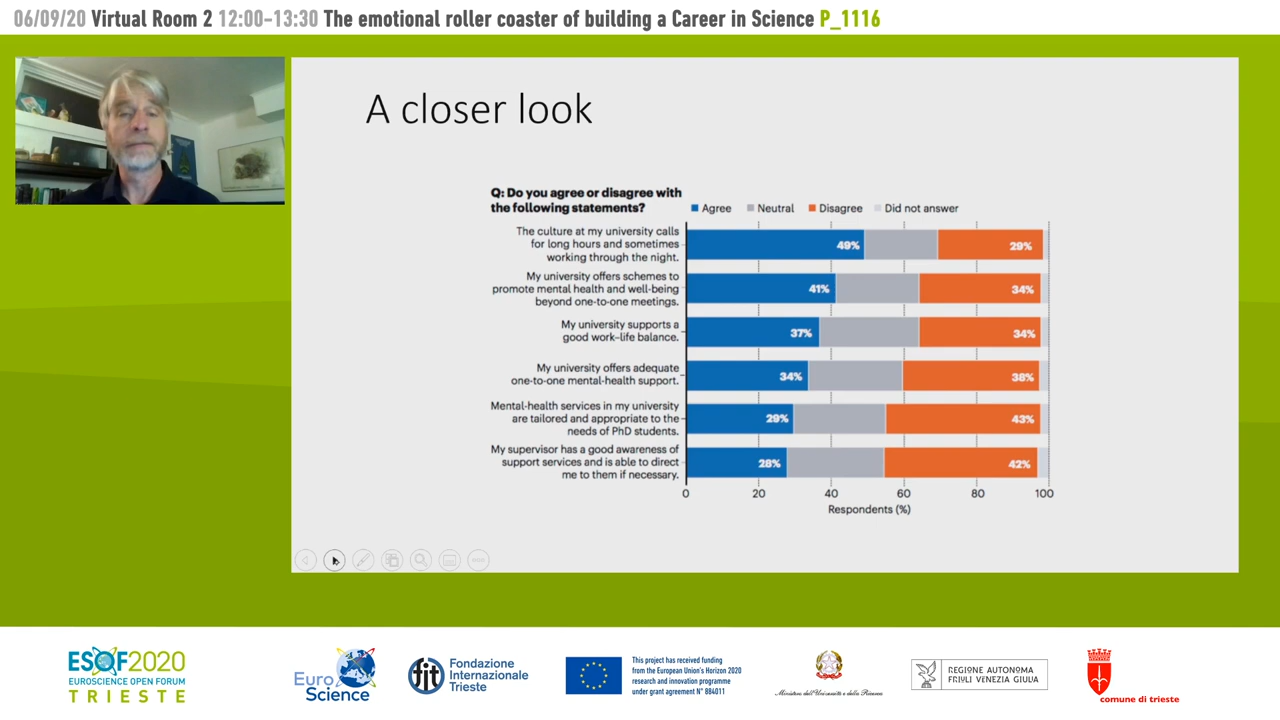 06/09/20 Virtual Room 2 12:00-13:30 The emotional roller coaster of building a Career in Science P_1116
A closer look
Q: Do you agree or disagree with
the following statements?
Agree Neutral Disagree Did not answer
The culture at my university calls
for long hours and sometimes
working through the night.
49% 29%
My university offers schemes to
promote mental health and well-being
beyond one-to-one meetings.
41% 34%
My university supports a
good work–life balance.
37% 34%
My university offers adequate
one-to-one mental-health support.
34% 38%
Mental-health services in my university
are tailored and appropriate to the
needs of PhD students.
29% 43%
My supervisor has a good awareness of
support services and is able to direct
me to them if necessary.
28% 42%
0 20 40 60 80 100
Respondents (%)
ESOF2020
EUROSCIENCE OPEN FORUM
TRIESTE
Euro
Science
fit
Fondazione
Internazionale
Trieste
This project has received funding
from the European Union's Horizon 2020
research and innovation programme
under grant agreement N° 884011
Ministero dell'Università e della Ricerca
REGIONE AUTONOMA
FRIULI VENEZIA GIULIA
comune di trieste